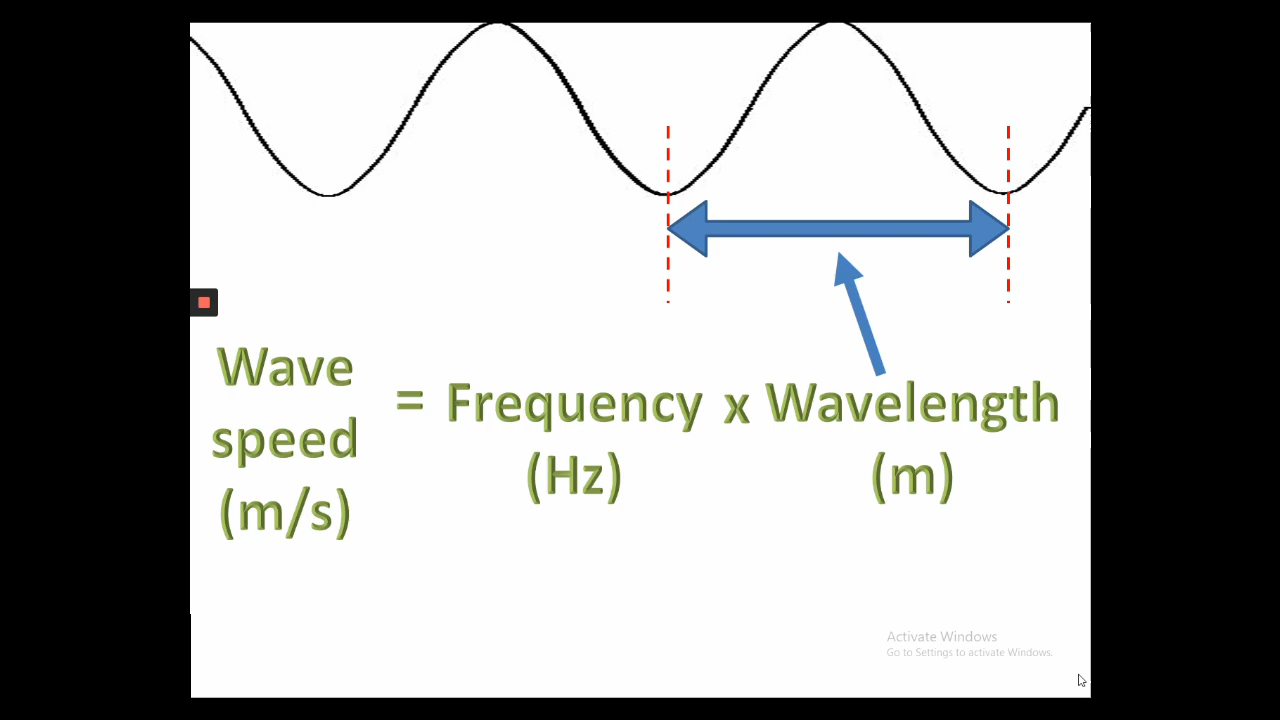 Wave
speed
(m/s)
= Frequency x Wavelength
(Hz) (m)
Activate Windows
Go to Settings to activate Windows.